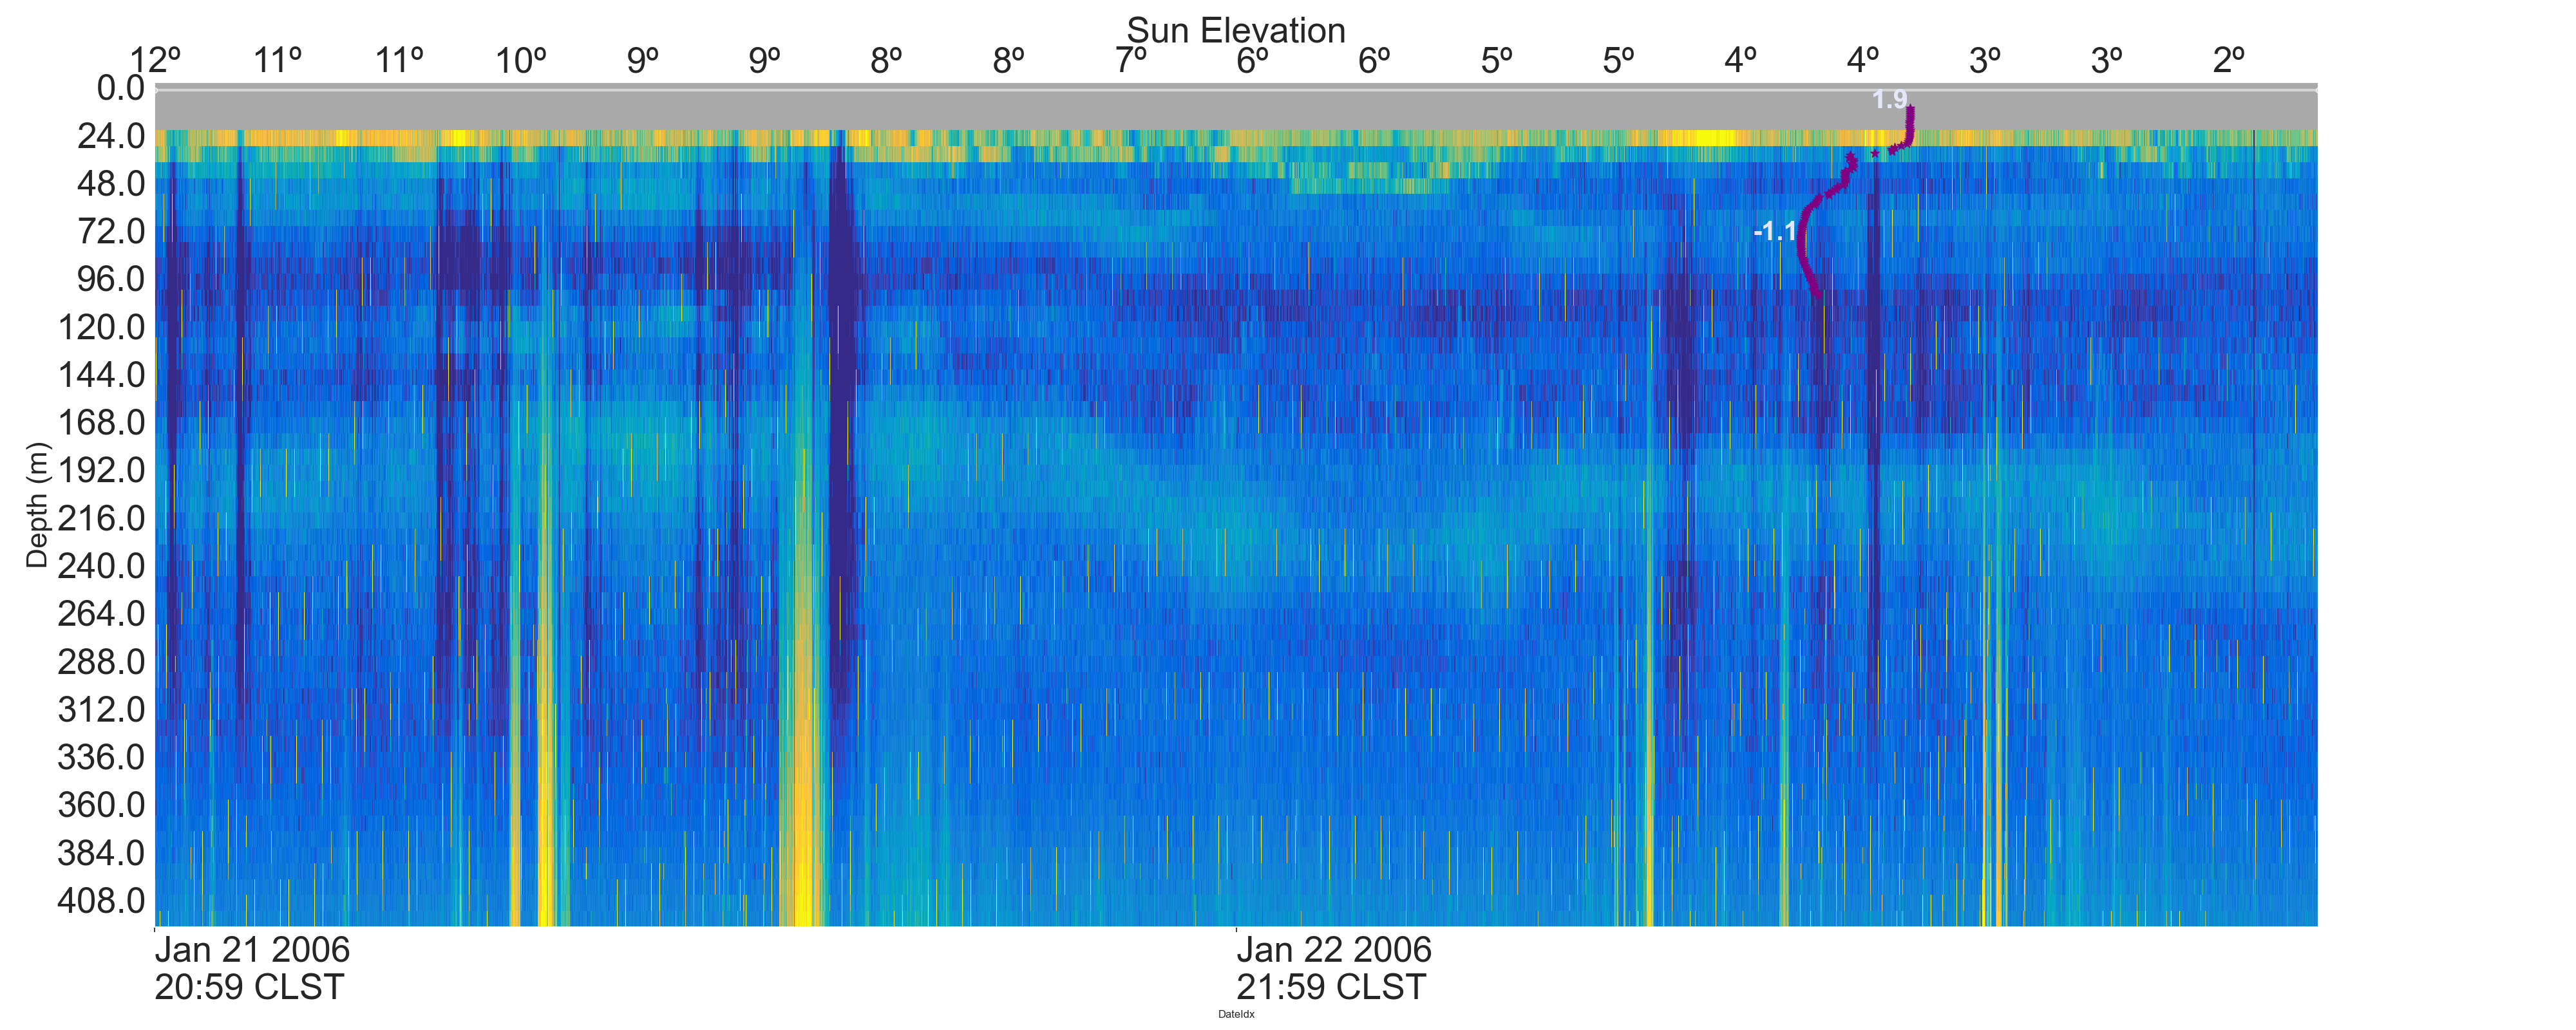 Sun Elevation
12º 11º 11º 10º 9º 9º 8º 8º 7º 6º 6º 5º 5º 4º 4º 3º 3º 2º
0.0
1.9
24.0
48.0
72.0
-1.1
96.0
120.0
144.0
168.0
192.0
216.0
240.0
264.0
288.0
312.0
336.0
360.0
384.0
408.0
Depth (m)
Jan 21 2006
20:59 CLST
Jan 22 2006
21:59 CLST
DateIdx